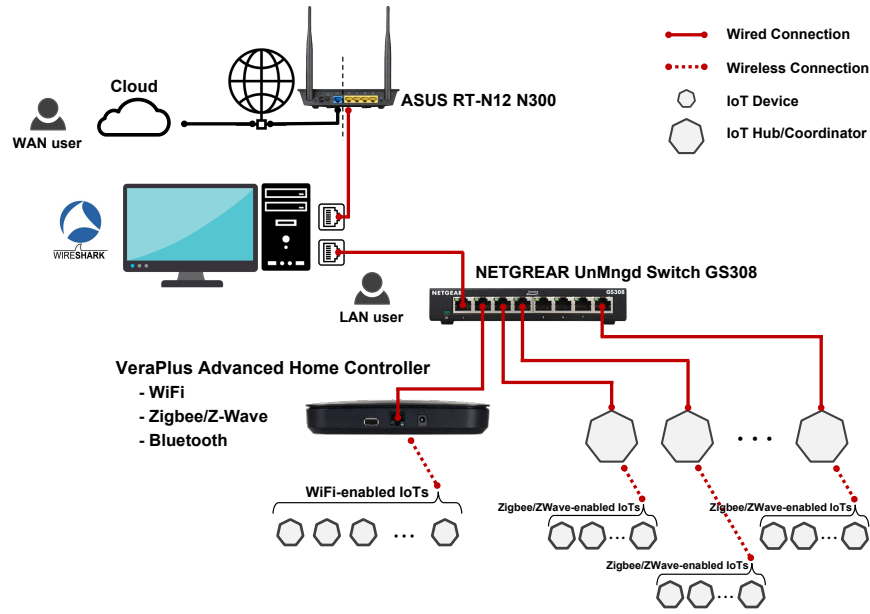 Wired Connection
Wireless Connection
IoT Device
IoT Hub/Coordinator
Cloud
WAN user
ASUS RT-N12 N300
WIRESHARK
NETGREAR UnMngd Switch GS308
NETGEAR
GS308
LAN user
VeraPlus Advanced Home Controller
- WiFi
- Zigbee/Z-Wave
- Bluetooth
. . .
WiFi-enabled IoTs
...
Zigbee/ZWave-enabled IoTs
...
Zigbee/ZWave-enabled IoTs
...
Zigbee/ZWave-enabled IoTs
...